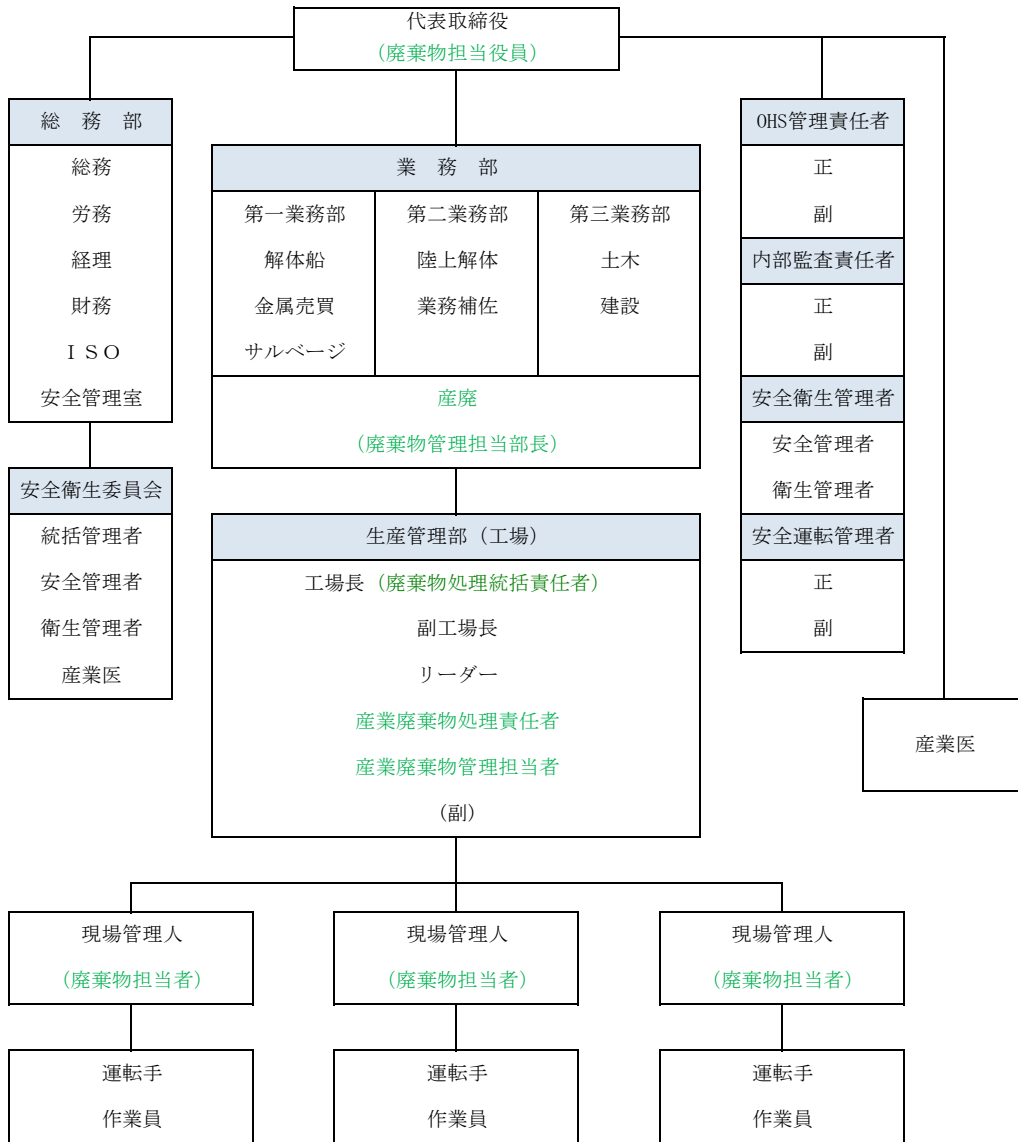 代表取締役
(廃棄物担当役員)
総　務　部
総務
労務
経理
財務
ＩＳＯ
安全管理室
安全衛生委員会
統括管理者
安全管理者
衛生管理者
産業医
業　務　部
第一業務部
解体船
金属売買
サルベージ
第二業務部
陸上解体
業務補佐
第三業務部
土木
建設
産廃
(廃棄物管理担当部長)
生産管理部（工場）
工場長（廃棄物処理統括責任者）
副工場長
リーダー
産業廃棄物処理責任者
産業廃棄物管理担当者
(副)
OHS管理責任者
正
副
内部監査責任者
正
副
安全衛生管理者
安全管理者
衛生管理者
安全運転管理者
正
副
産業医
現場管理人
(廃棄物担当者)
運転手
作業員
現場管理人
(廃棄物担当者)
運転手
作業員
現場管理人
(廃棄物担当者)
運転手
作業員